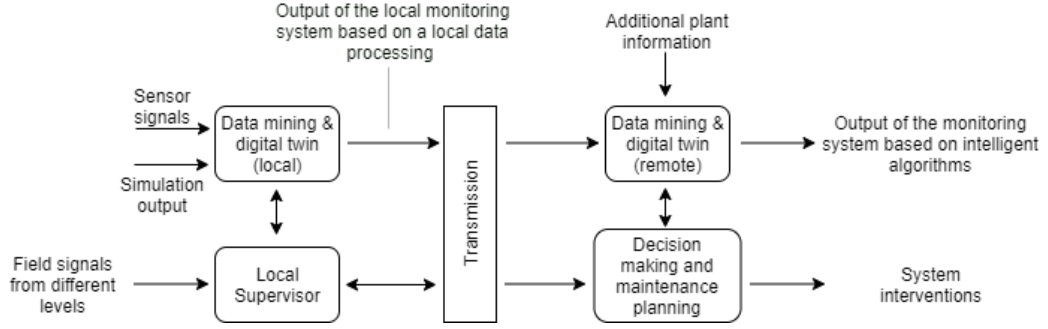 Output of the local monitoring
system based on a local data
processing
Additional plant
information
Sensor
signals
Data mining &
digital twin
(local)
Simulation
output
Transmission
Data mining &
digital twin
(remote)
Output of the monitoring
system based on intelligent
algorithms
Field signals
from different
levels
Local
Supervisor
Decision
making and
maintenance
planning
System
interventions